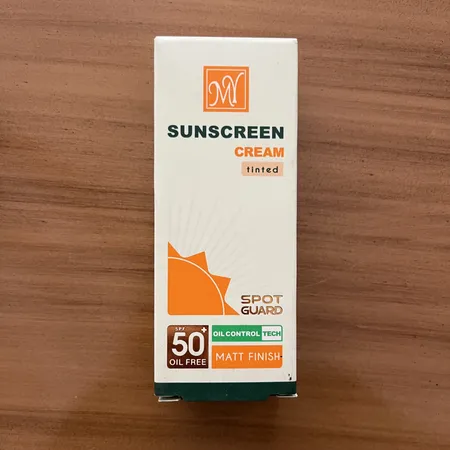 MY
SUNSCREEN
CREAM
tinted
SPOT
GUARD
SPF
50+
OIL FREE
OIL CONTROL TECH
MATT FINISH